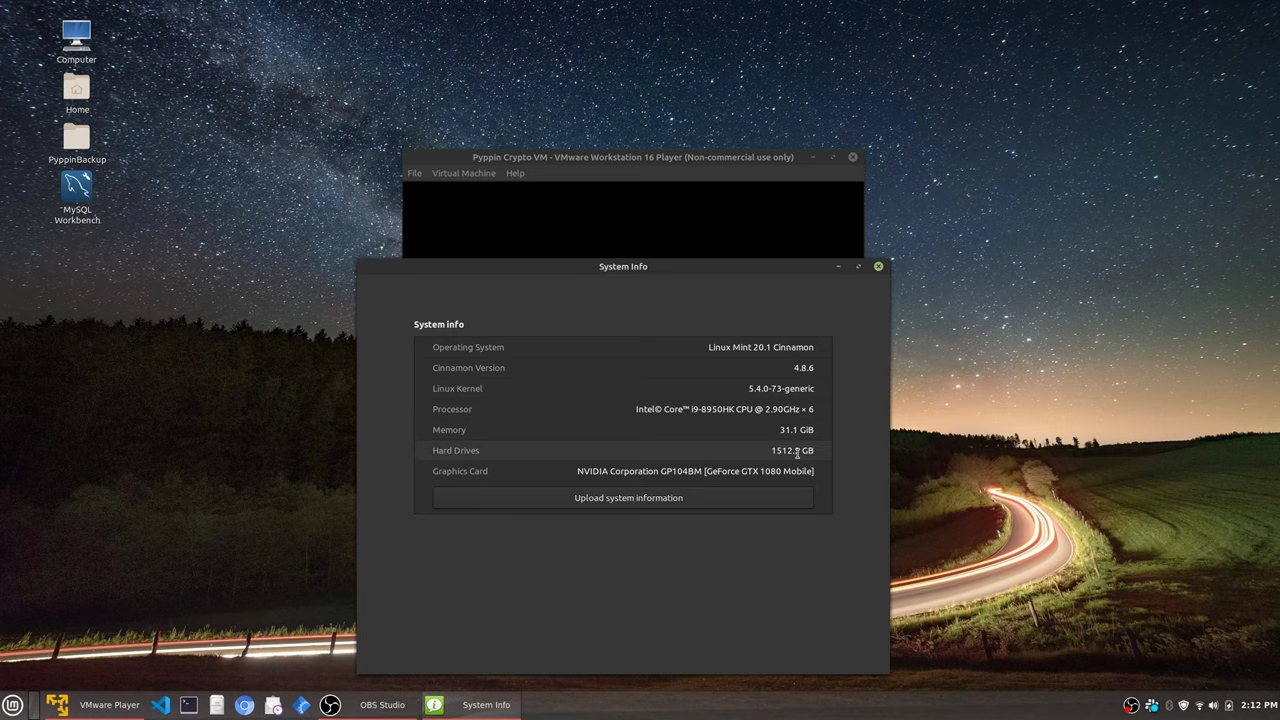 Computer
Home
PyppinBackup
MySQL
Workbench
Pyppin Crypto VM - VMware Workstation 16 Player (Non-commercial use only)
File Virtual Machine Help
System Info
System info
Operating System Linux Mint 20.1 Cinnamon
Cinnamon Version 4.8.6
Linux Kernel 5.4.0-73-generic
Processor Intel© Core™ i9-8950HK CPU @ 2.90GHz × 6
Memory 31.1 GiB
Hard Drives GB
Graphics Card NVIDIA Corporation GP104BM [GeForce GTX 1080 Mobile]
Upload system information
VMware Player OBS Studio System Info 2:12 PM